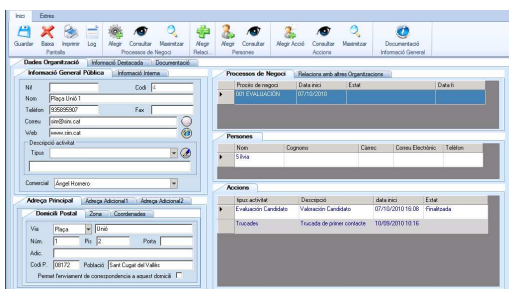 Inici Extres
Guardar Baixa Imprimir Log Afegir Consultar Maximitzar Afegir Afegir Consultar Afegir Acció Consultar Maximitzar Documentació
Pantalla Processos de Negoci Relaci... Persones Accions Informació General
Dades Organització Informació Destacada Documentació
Informació General Pública Informació Interna
Nif Codi 4
Nom Plaça Unió 1
Telèfon 935895907 Fax
Correu sim@sim.cat
Web www.sim.cat
Descripció activitat
Tipus
Comercial Ángel Homero
Adreça Principal Adreça Adicional1 Adreça Adicional2
Domicili Postal Zona Coordenades
Via Plaça Unió
Núm. 1 Pis 2 Porta
Adic.
Codi P. 08172 Població Sant Cugat del Vallès
Permet l'enviament de correspondencia a aquest domicili
Processos de Negoci Relacions amb altres Organitzacions
Procés de negoci Data inici Estat Data fi
001 EVALUACIÓN 07/10/2010
Persones
Nom Cognoms Càrrec Correu Electrònic Telèfon
Sílvia
Accions
tipus activitat Descripció data inici Estat
Evaluación Candidato Valoración Candidato 07/10/2010 16:08 Finalitzada
Trucades Trucada de primer contacte 10/09/2010 10:16